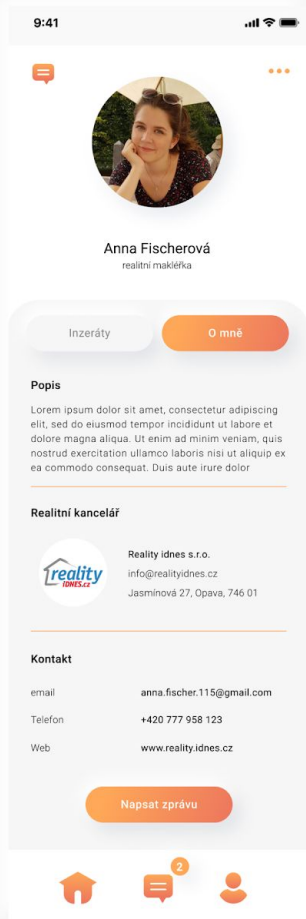 9:41
Anna Fischerová
realitní makléřka
Inzeráty
O mně
Popis
Lorem ipsum dolor sit amet, consectetur adipiscing
elit, sed do eiusmod tempor incididunt ut labore et
dolore magna aliqua. Ut enim ad minim veniam, quis
nostrud exercitation ullamco laboris nisi ut aliquip ex
ea commodo consequat. Duis aute irure dolor
Realitní kancelář
reality
iDNES.cz
Reality idnes s.r.o.
info@realityidnes.cz
Jasmínová 27, Opava, 746 01
Kontakt
email
anna.fischer.115@gmail.com
Telefon
+420 777 958 123
Web
www.reality.idnes.cz
Napsat zprávu
2